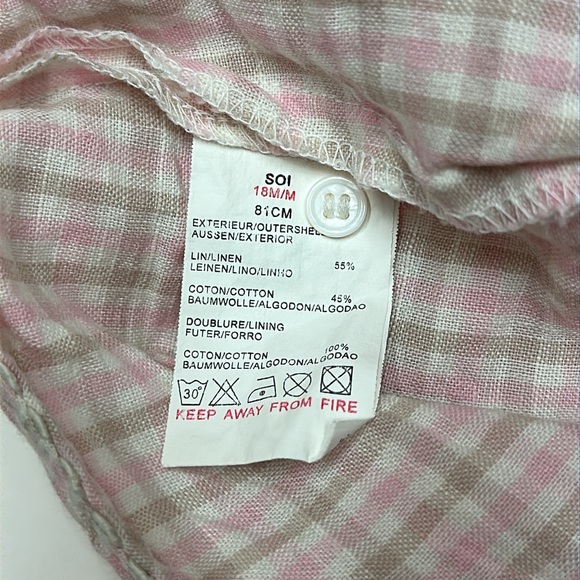 SOI
18M/M
81CM
EXTERIEUR/OUTERSHELL
AUSSEN/EXTERIOR
LIN/LINEN 55%
LEINEN/LINO/LINHO
COTON/COTTON 45%
BAUMWOLLE/ALGODON/ALGODAO
DOUBLURE/LINING
FUTER/FORRO
COTON/COTTON 100%
BAUMWOLLE/ALGODON/ALGODAO
30°
KEEP AWAY FROM FIRE